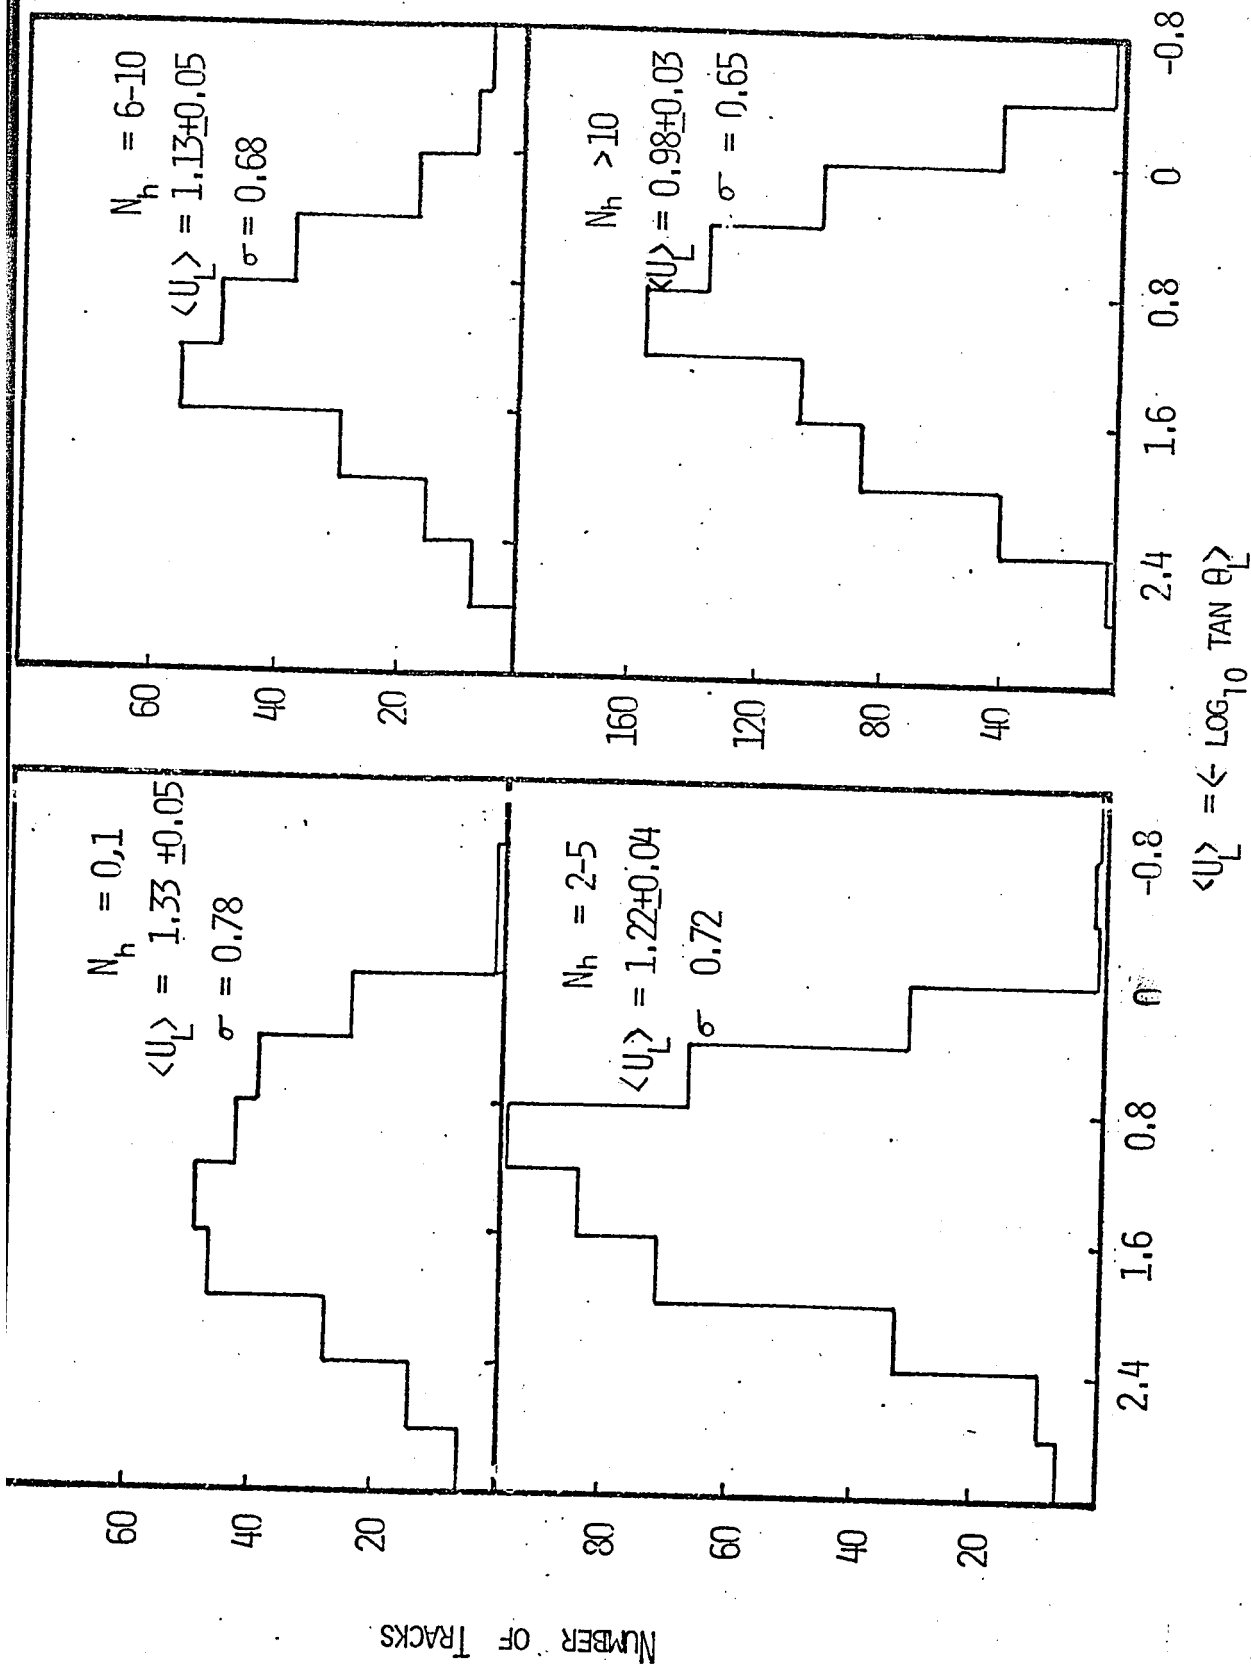 NUMBER OF TRACKS
60
40
20
N_h = 0,1
<U_L> = 1.33 ±0.05
σ = 0.78
80
60
40
20
N_h = 2-5
<U_L> = 1.22±0.04
σ 0.72
2.4
1.6
0.8
0
-0.8
60
40
20
N_h = 6-10
<U_L> = 1.13±0.05
σ = 0.68
160
120
80
40
N_h >10
<U_L> = 0.98±0.03
σ = 0.65
2.4
1.6
0.8
0
-0.8
<U_L> = <- LOG_10 TAN θ_L>